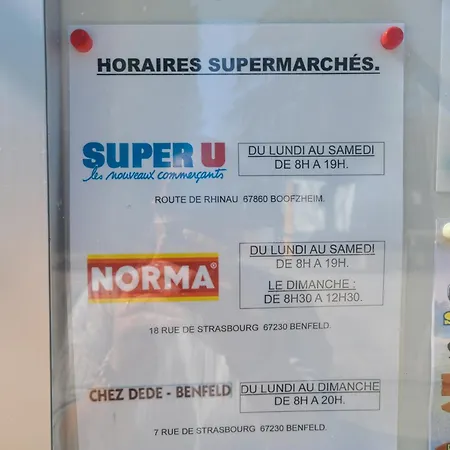 HORAIRES SUPERMARCHÉS.
SUPER U
les nouveaux commerçants
DU LUNDI AU SAMEDI
DE 8H A 19H.
ROUTE DE RHINAU 67860 BOOFZHEIM.
NORMA
DU LUNDI AU SAMEDI
DE 8H A 19H.
LE DIMANCHE :
DE 8H30 A 12H30.
18 RUE DE STRASBOURG 67230 BENFELD.
CHEZ DEDE - BENFELD
DU LUNDI AU DIMANCHE
DE 8H A 20H.
7 RUE DE STRASBOURG 67230 BENFELD.